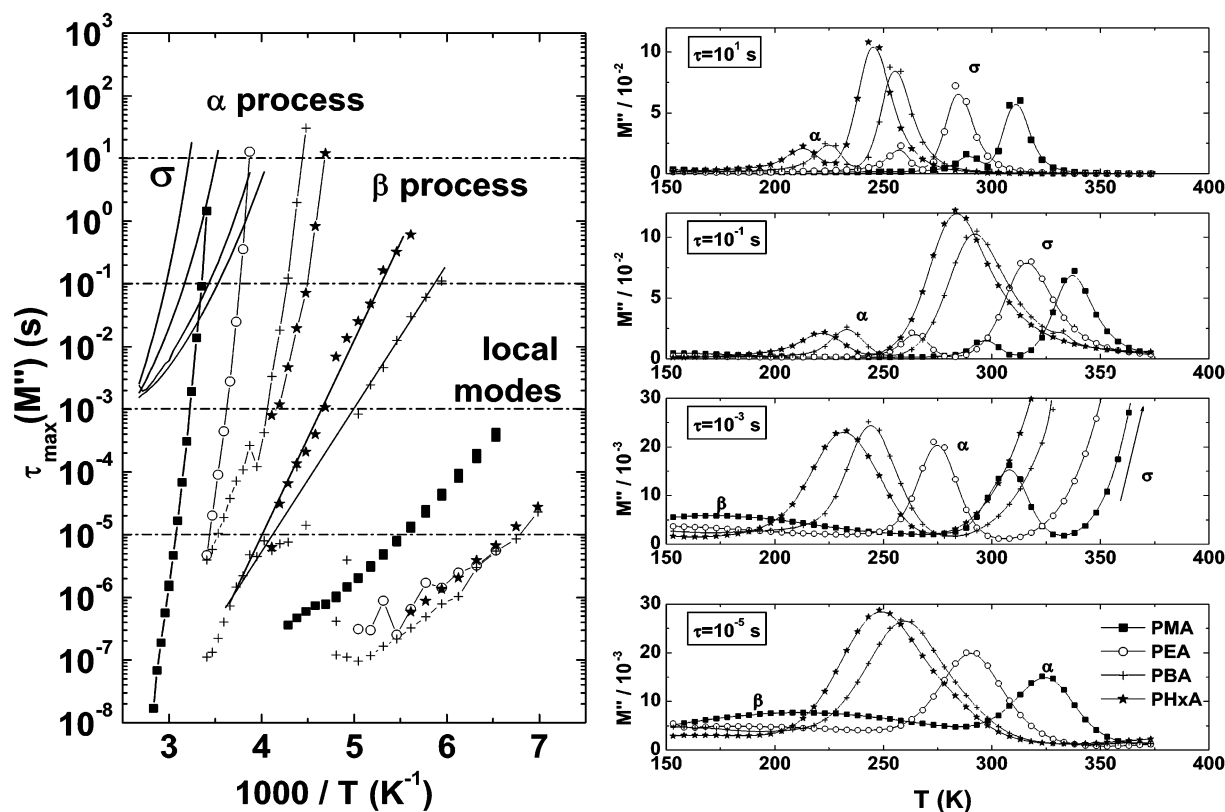 10³
10²
10¹
10⁰
10⁻¹
10⁻²
10⁻³
10⁻⁴
10⁻⁵
10⁻⁶
10⁻⁷
10⁻⁸
τmax(M'') (s)
α process
σ
β process
local
modes
3 4 5 6 7
1000 / T (K⁻¹)
τ=10¹ s
M'' / 10⁻²
10
5
0
α
σ
150 200 250 300 350 400
τ=10⁻¹ s
M'' / 10⁻²
10
5
0
α
σ
150 200 250 300 350 400
τ=10⁻³ s
M'' / 10⁻³
30
20
10
0
β
α
σ
150 200 250 300 350 400
τ=10⁻⁵ s
M'' / 10⁻³
30
20
10
0
β
α
PMA
PEA
PBA
PHxA
150 200 250 300 350 400
T (K)